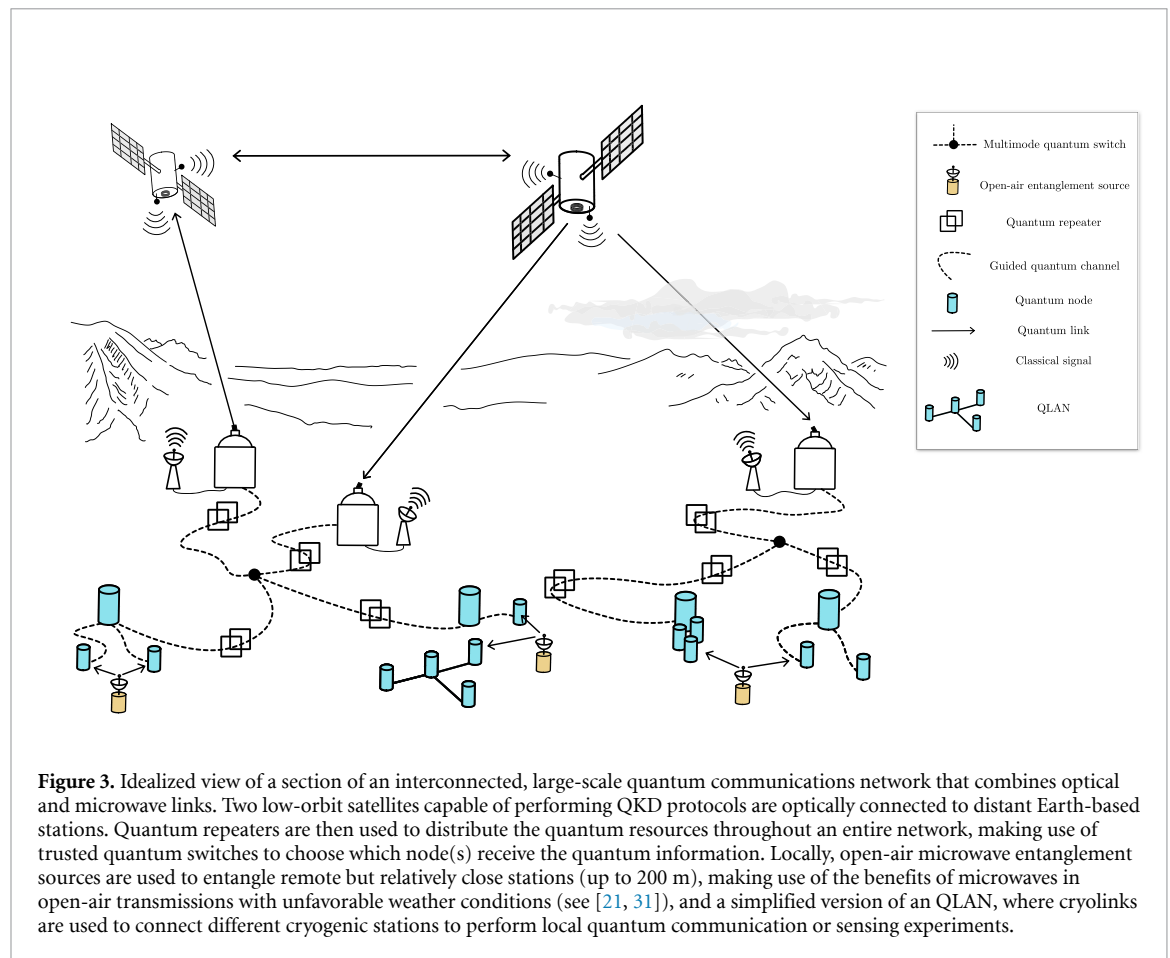 Multimode quantum switch
Open-air entanglement source
Quantum repeater
Guided quantum channel
Quantum node
Quantum link
Classical signal
QLAN
Figure 3. Idealized view of a section of an interconnected, large-scale quantum communications network that combines optical
and microwave links. Two low-orbit satellites capable of performing QKD protocols are optically connected to distant Earth-based
stations. Quantum repeaters are then used to distribute the quantum resources throughout an entire network, making use of
trusted quantum switches to choose which node(s) receive the quantum information. Locally, open-air microwave entanglement
sources are used to entangle remote but relatively close stations (up to 200 m), making use of the benefits of microwaves in
open-air transmissions with unfavorable weather conditions (see [21, 31]), and a simplified version of an QLAN, where cryolinks
are used to connect different cryogenic stations to perform local quantum communication or sensing experiments.